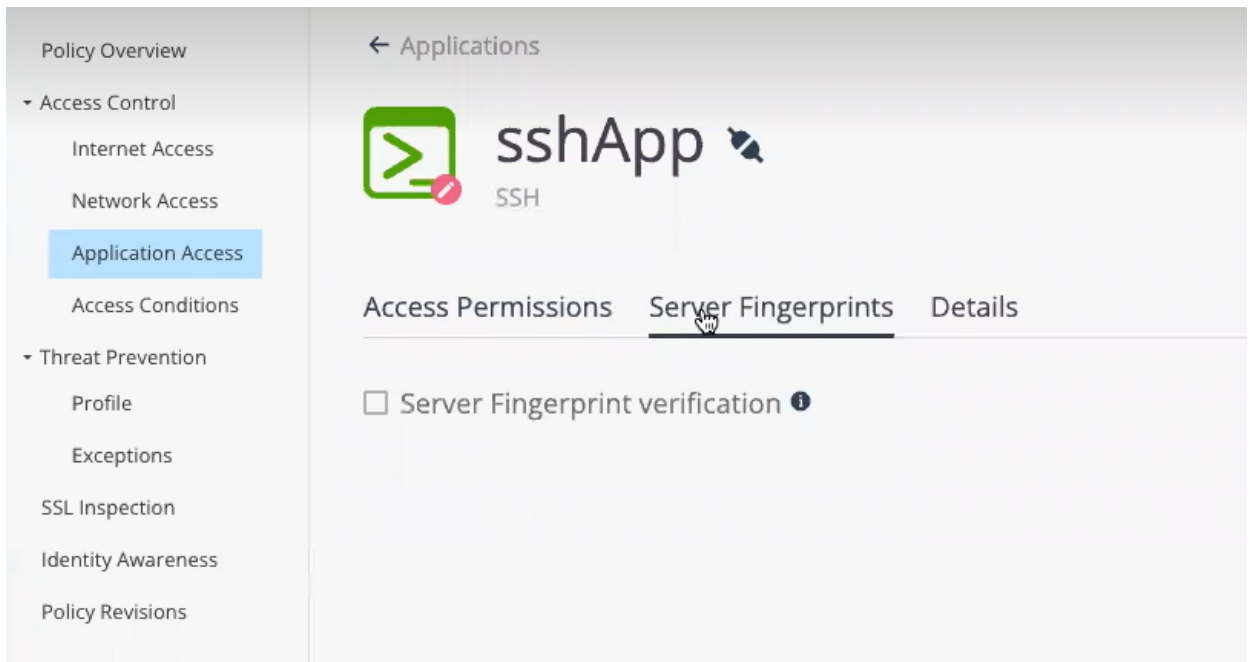 Policy Overview
Access Control
Internet Access
Network Access
Application Access
Access Conditions
Threat Prevention
Profile
Exceptions
SSL Inspection
Identity Awareness
Policy Revisions
Applications
sshApp
SSH
Access Permissions Server Fingerprints Details
Server Fingerprint verification